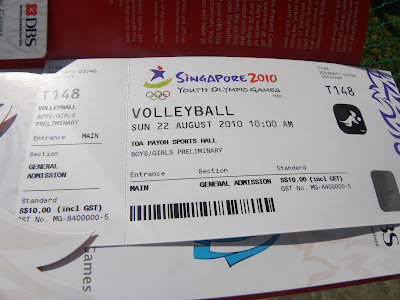 DBS
T148
VOLLEYBALL
BOYS/GIRLS
PRELIMINARY
Entrance MAIN
Section
GENERAL
ADMISSION
S$10.00 (incl GST)
GST No. MG-8400000-5
SINGAPORE 2010
YOUTH OLYMPIC GAMES
T148
VOLLEYBALL
SUN 22 AUGUST 2010 10:00 AM
TOA PAYOH SPORTS HALL
BOYS/GIRLS PRELIMINARY
Entrance Section
MAIN GENERAL ADMISSION
S$10.00 (incl GST)
GST No. MG-8400000-5
Games
DBS